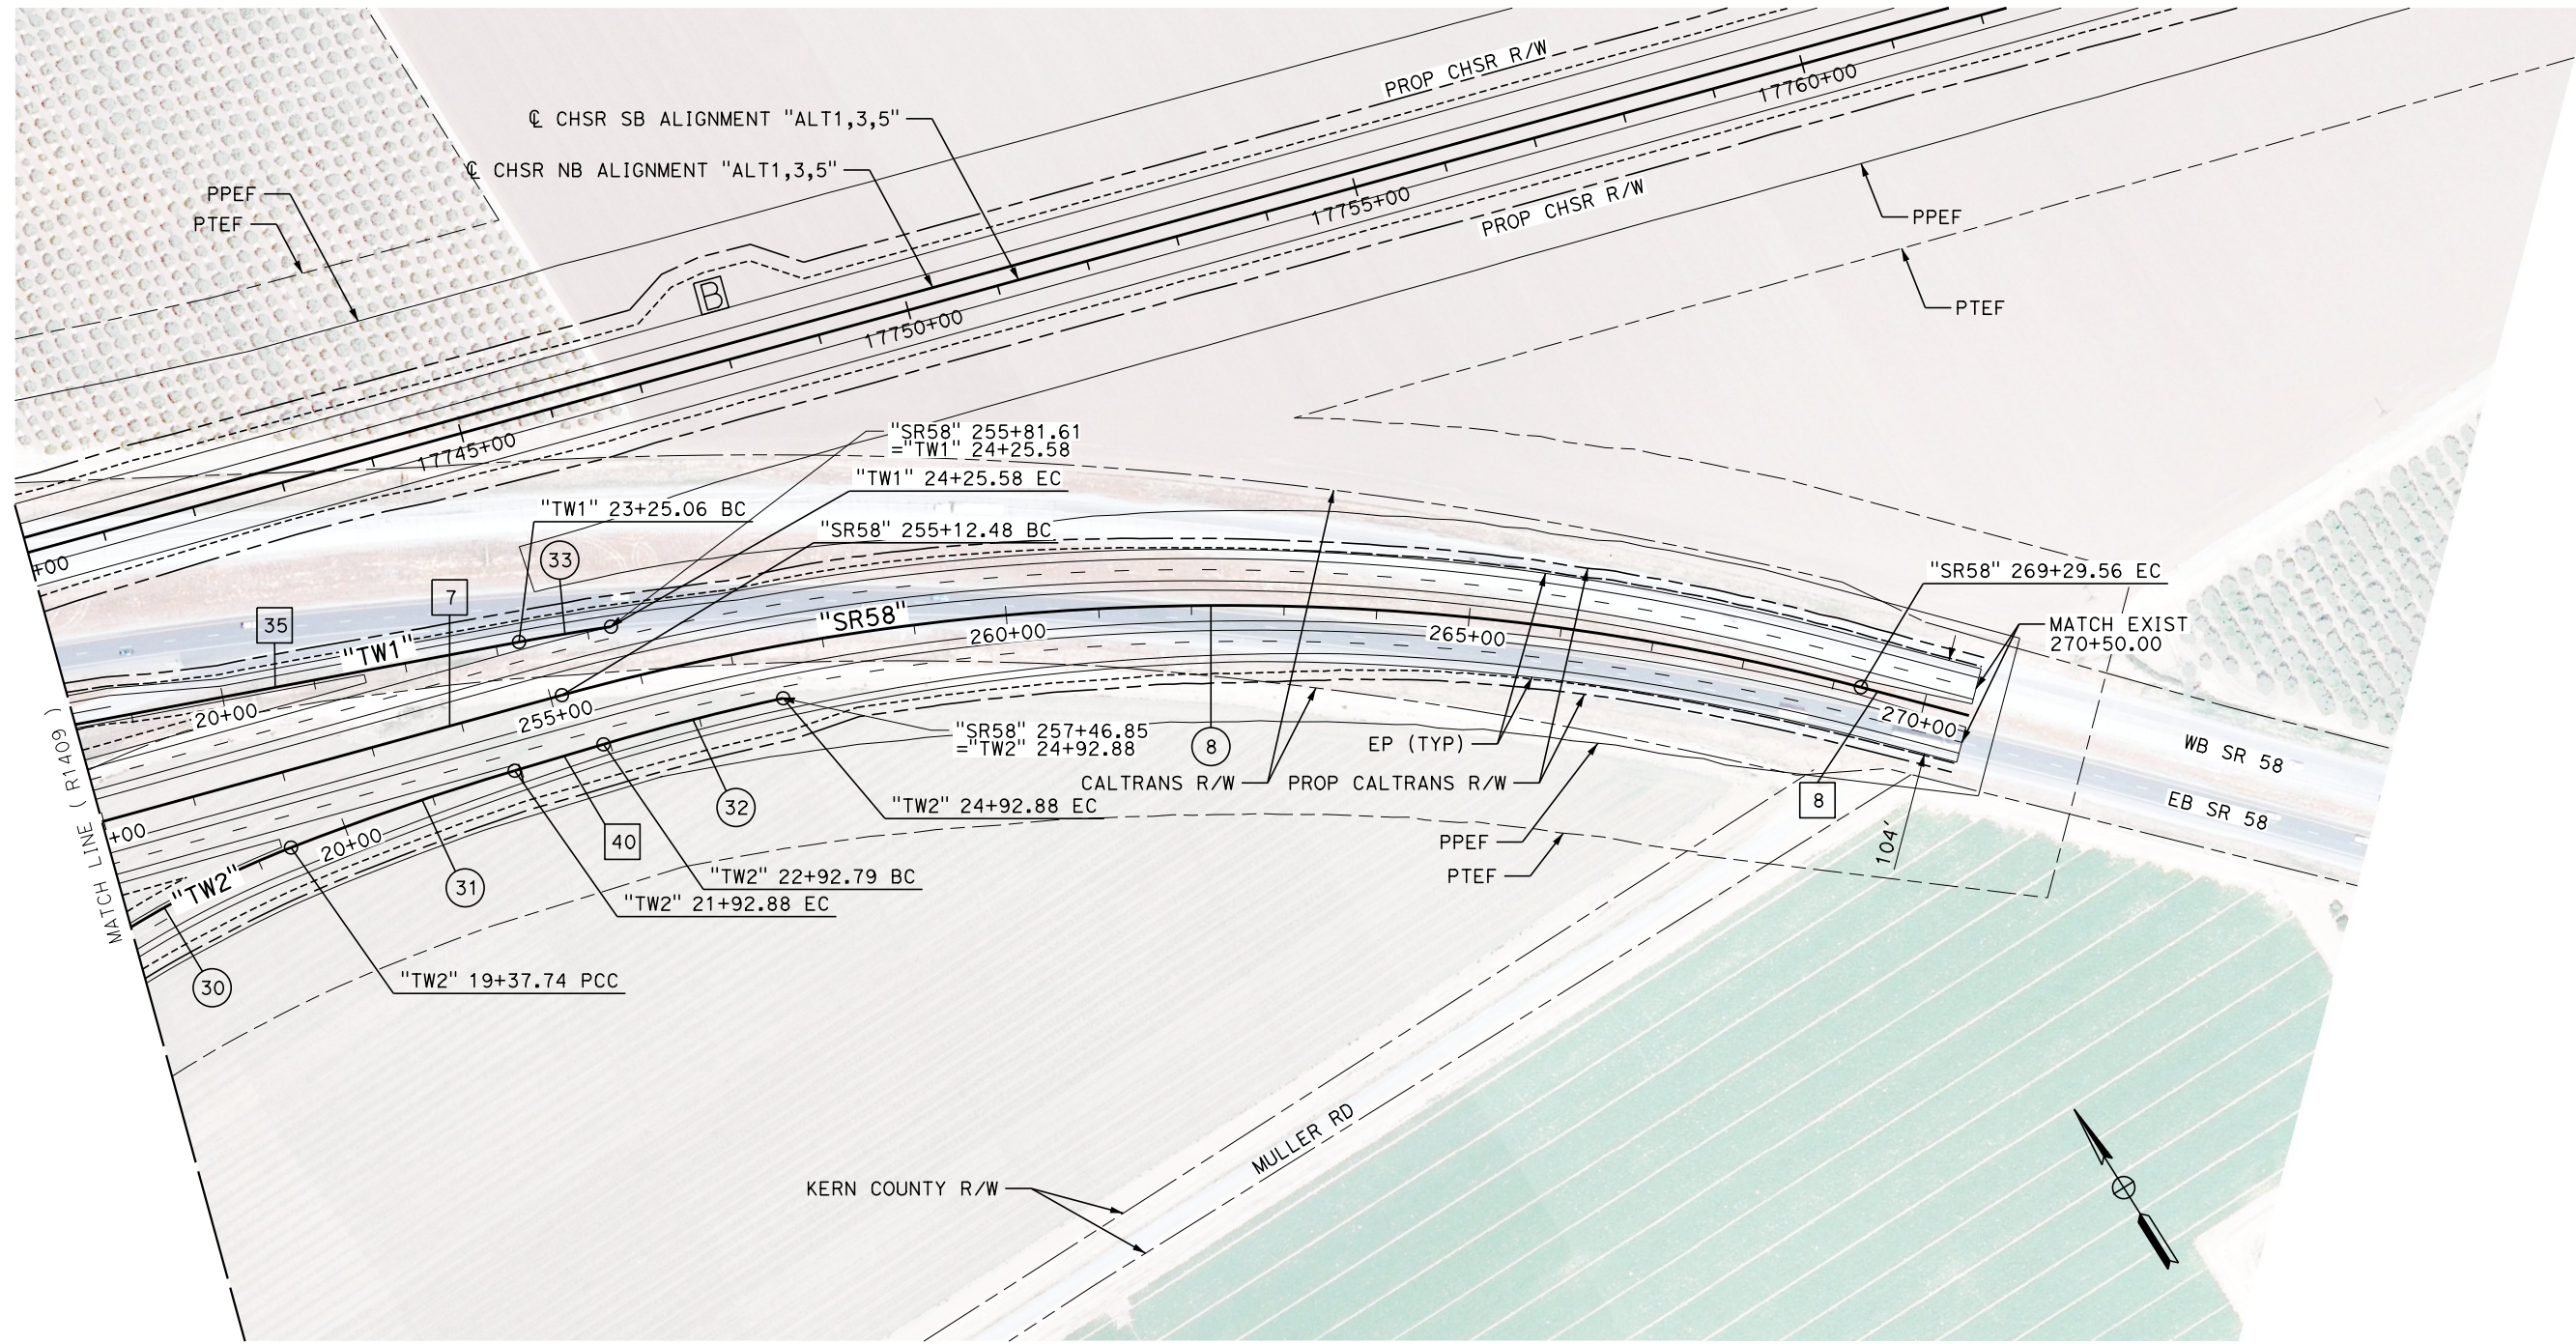 PROP CHSR R/W
17760+00
℄ CHSR SB ALIGNMENT "ALT1,3,5"
℄ CHSR NB ALIGNMENT "ALT1,3,5"
PPEF
PTEF
17755+00
PROP CHSR R/W
PPEF
PTEF
B
17750+00
17745+00
"SR58" 255+81.61
="TW1" 24+25.58
"TW1" 24+25.58 EC
"TW1" 23+25.06 BC
"SR58" 255+12.48 BC
33
+00
7
35
"SR58"
"TW1"
260+00
265+00
"SR58" 269+29.56 EC
MATCH EXIST
270+50.00
20+00
255+00
270+00
"SR58" 257+46.85
="TW2" 24+92.88
8
EP (TYP)
CALTRANS R/W
PROP CALTRANS R/W
8
WB SR 58
EB SR 58
MATCH LINE (R1409)
+00
20+00
32
"TW2" 24+92.88 EC
40
104'
PPEF
PTEF
"TW2"
31
"TW2" 22+92.79 BC
"TW2" 21+92.88 EC
"TW2" 19+37.74 PCC
30
MULLER RD
KERN COUNTY R/W